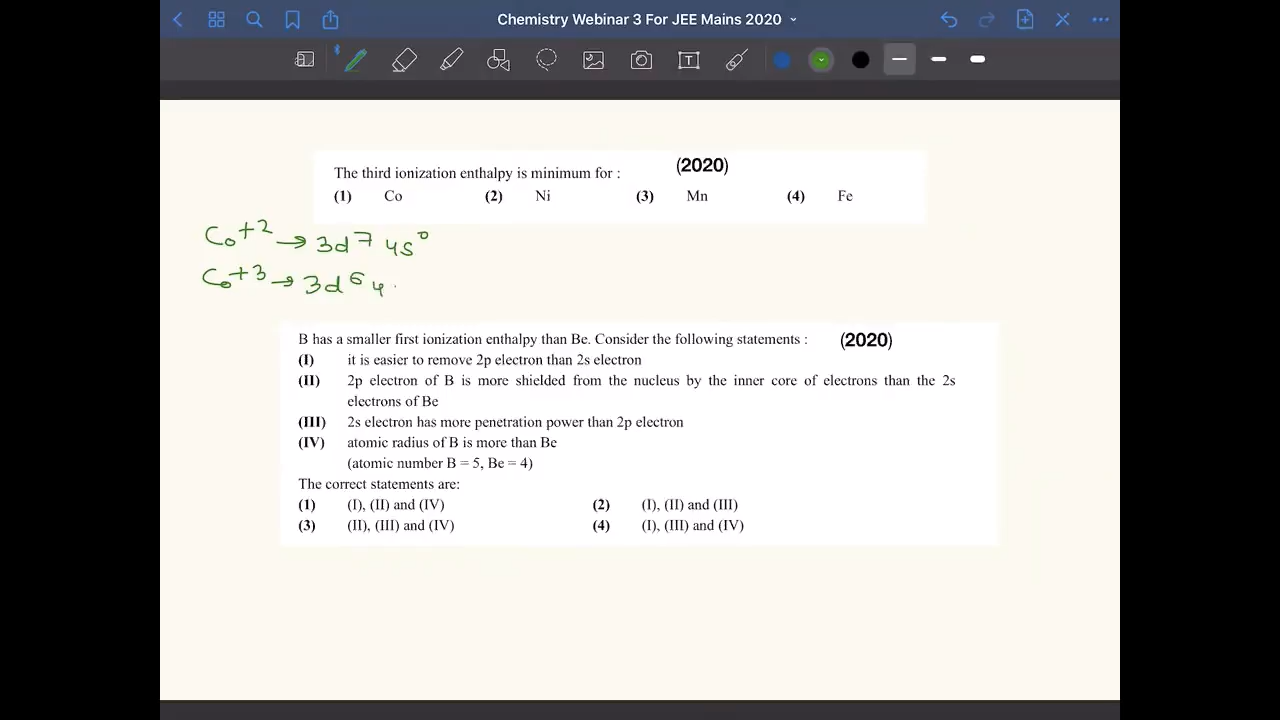 Chemistry Webinar 3 For JEE Mains 2020
T
The third ionization enthalpy is minimum for : (2020)
(1) Co (2) Ni (3) Mn (4) Fe
Co+2 → 3d7 4s0
Co+3 → 3d6 4
B has a smaller first ionization enthalpy than Be. Consider the following statements : (2020)
(I) it is easier to remove 2p electron than 2s electron
(II) 2p electron of B is more shielded from the nucleus by the inner core of electrons than the 2s
electrons of Be
(III) 2s electron has more penetration power than 2p electron
(IV) atomic radius of B is more than Be
(atomic number B = 5, Be = 4)
The correct statements are:
(1) (I), (II) and (IV) (2) (I), (II) and (III)
(3) (II), (III) and (IV) (4) (I), (III) and (IV)